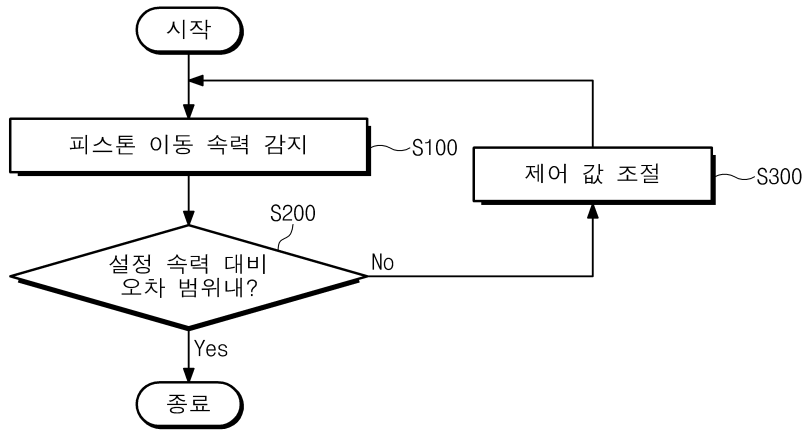 시작
피스톤 이동 속력 감지
S100
S200
설정 속력 대비
오차 범위내?
No
제어 값 조절
S300
Yes
종료